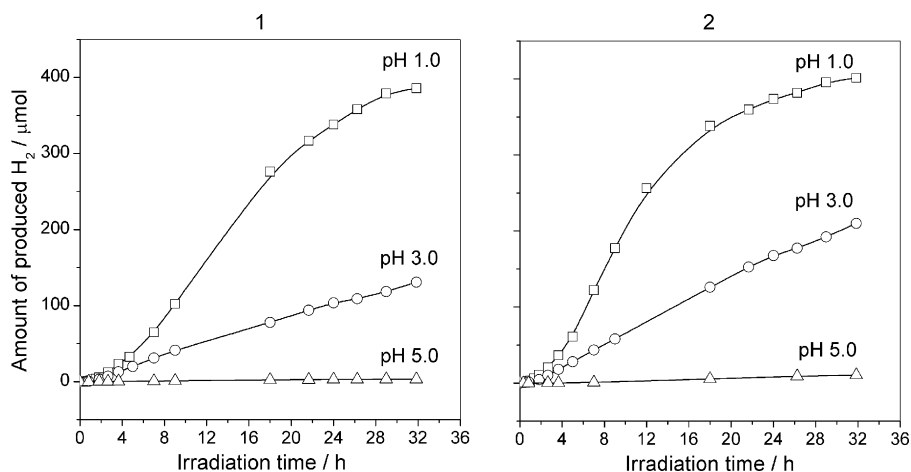 1
2
pH 1.0
pH 3.0
pH 5.0
pH 1.0
pH 3.0
pH 5.0
Amount of produced H₂ / μmol
400
300
200
100
0
0 4 8 12 16 20 24 28 32 36
0 4 8 12 16 20 24 28 32 36
Irradiation time / h
Irradiation time / h